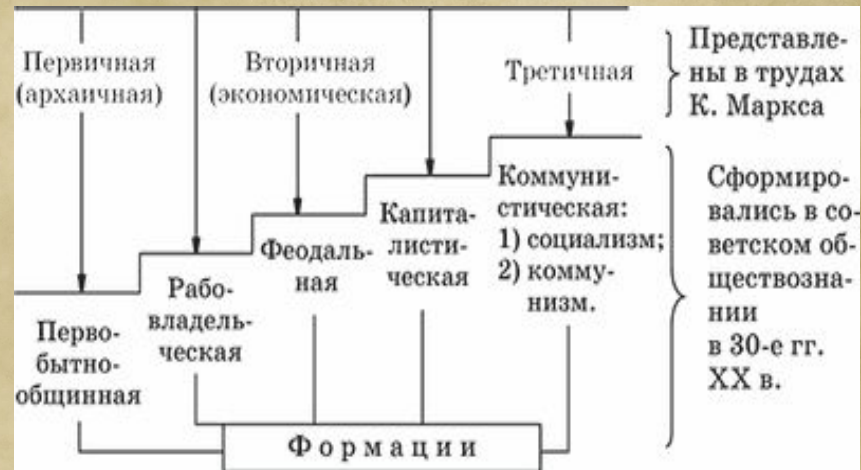 Первичная
(архаичная)
Вторичная
(экономическая)
Третичная
Представле-
ны в трудах
К. Маркса
Перво-
бытно-
общинная
Рабо-
владель-
ческая
Феодаль-
ная
Капита-
листи-
ческая
Коммуни-
стическая:
1) социализм;
2) комму-
низм.
Сформиро-
вались в со-
ветском об-
ществозна-
нии
в 30-е гг.
XX в.
Формации